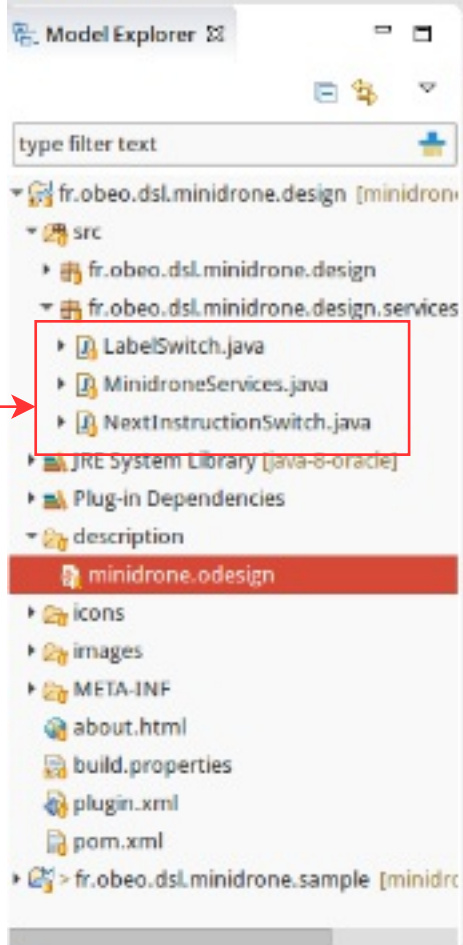 Model Explorer
type filter text
fr.obeo.dsl.minidrone.design [minidron
src
fr.obeo.dsl.minidrone.design
fr.obeo.dsl.minidrone.design.services
LabelSwitch.java
MinidroneServices.java
NextInstructionSwitch.java
JRE System Library [java-8-oracle]
Plug-in Dependencies
description
minidrone.odesign
icons
images
META-INF
about.html
build.properties
plugin.xml
pom.xml
> fr.obeo.dsl.minidrone.sample [minidrc